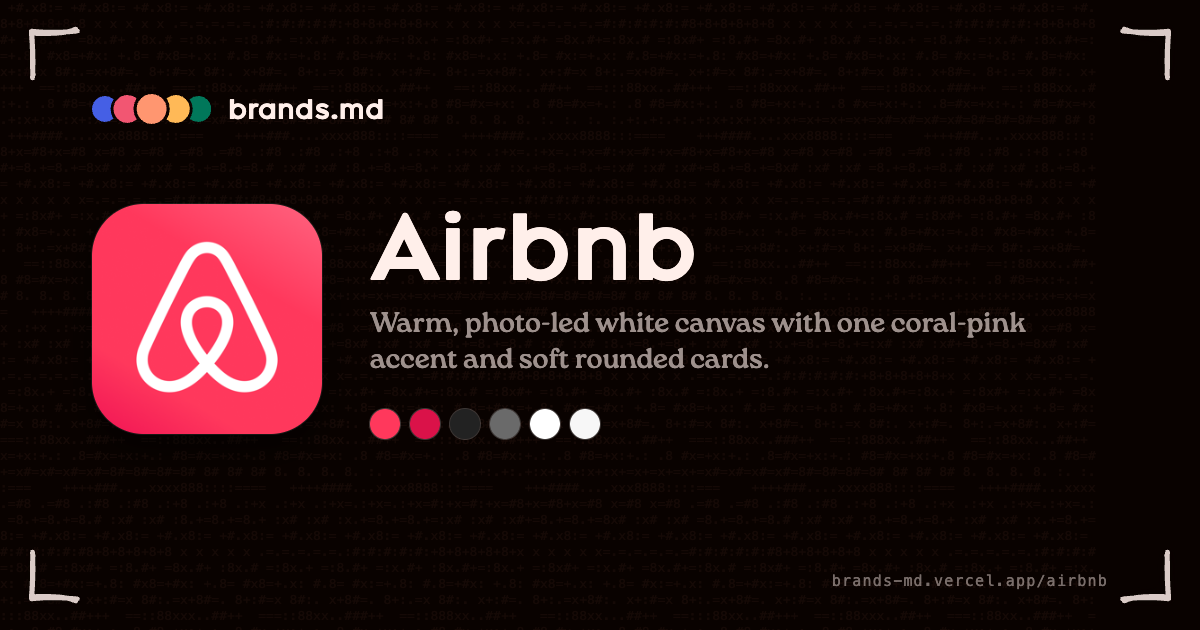 brands.md
Airbnb
Warm, photo-led white canvas with one coral-pink
accent and soft rounded cards.
brands-md.vercel.app/airbnb